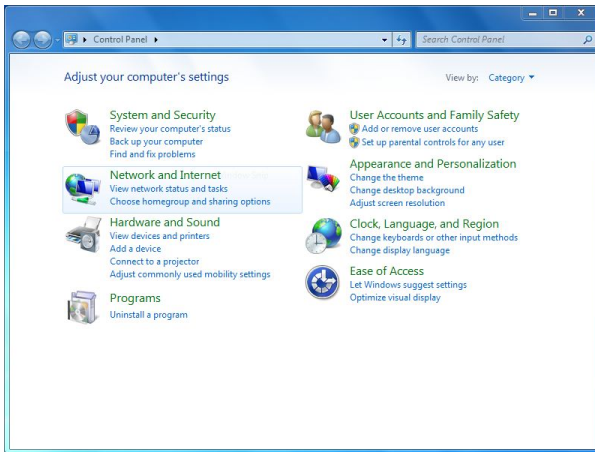 Control Panel
Search Control Panel
Adjust your computer's settings
View by: Category
System and Security
Review your computer's status
Back up your computer
Find and fix problems
Network and Internet
View network status and tasks
Choose homegroup and sharing options
Hardware and Sound
View devices and printers
Add a device
Connect to a projector
Adjust commonly used mobility settings
Programs
Uninstall a program
User Accounts and Family Safety
Add or remove user accounts
Set up parental controls for any user
Appearance and Personalization
Change the theme
Change desktop background
Adjust screen resolution
Clock, Language, and Region
Change keyboards or other input methods
Change display language
Ease of Access
Let Windows suggest settings
Optimize visual display